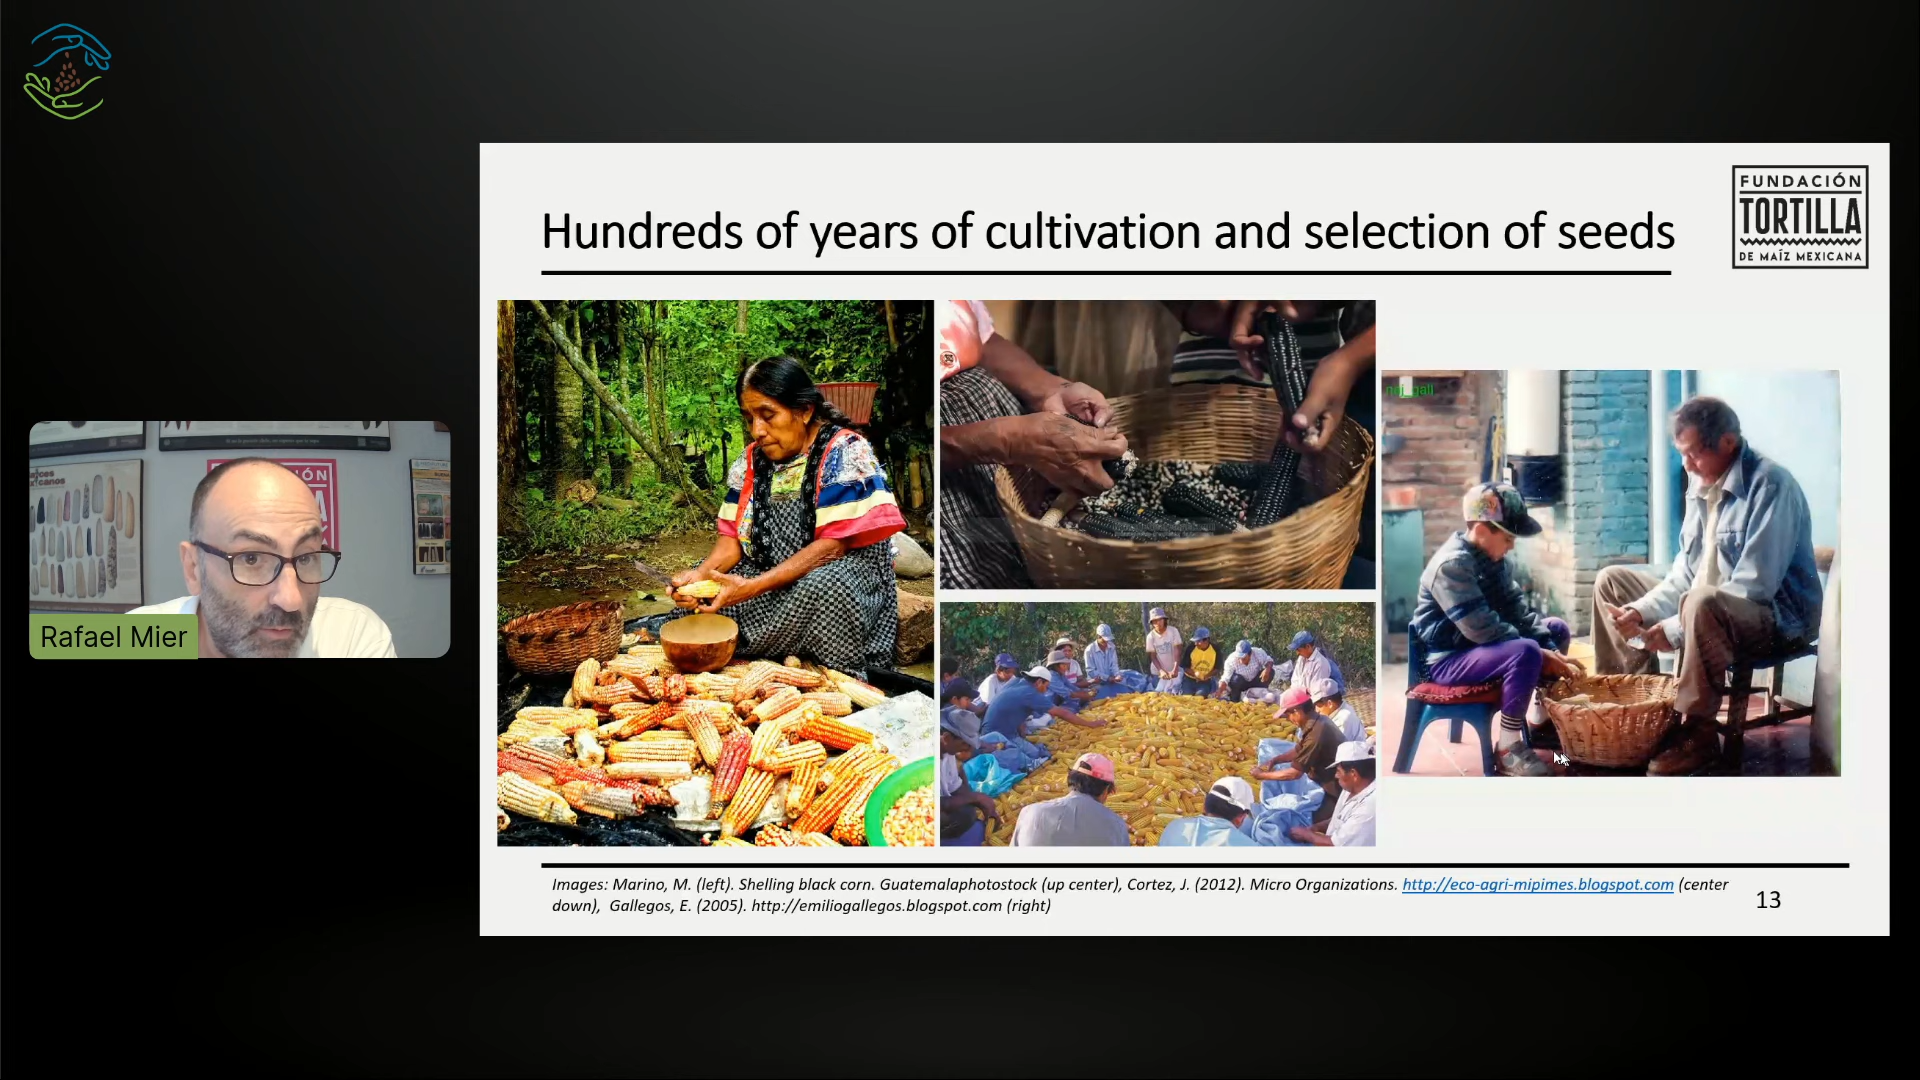 FUNDACIÓN
TORTILLA
DE MAÍZ MEXICANA
Hundreds of years of cultivation and selection of seeds
Rafael Mier
Images: Marino, M. (left). Shelling black corn. Guatemalaphotostock (up center), Cortez, J. (2012). Micro Organizations. http://eco-agri-mipimes.blogspot.com (center
down),  Gallegos, E. (2005). http://emiliogallegos.blogspot.com (right)
13